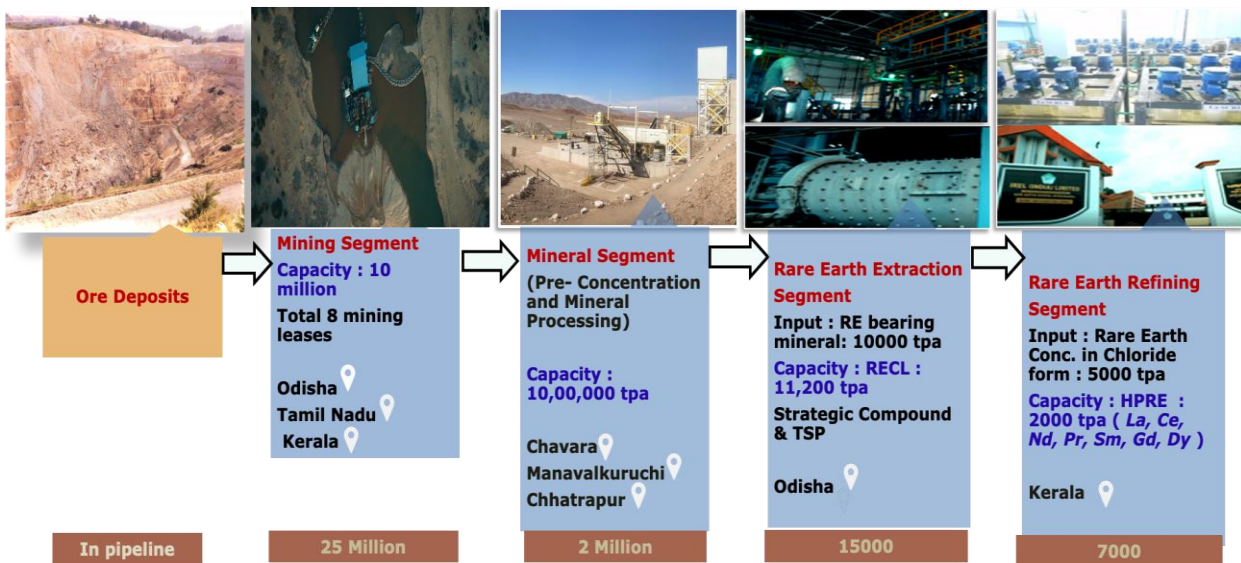 Ore Deposits
Mining Segment
Capacity : 10
million
Total 8 mining
leases
Odisha
Tamil Nadu
Kerala
Mineral Segment
(Pre- Concentration
and Mineral
Processing)
Capacity :
10,00,000 tpa
Chavara
Manavalkuruchi
Chhatrapur
Rare Earth Extraction
Segment
Input : RE bearing
mineral: 10000 tpa
Capacity : RECL :
11,200 tpa
Strategic Compound
& TSP
Odisha
IREL (INDIA) LIMITED
Rare Earth Refining
Segment
Input : Rare Earth
Conc. in Chloride
form : 5000 tpa
Capacity : HPRE :
2000 tpa ( La, Ce,
Nd, Pr, Sm, Gd, Dy )
Kerala
In pipeline
25 Million
2 Million
15000
7000